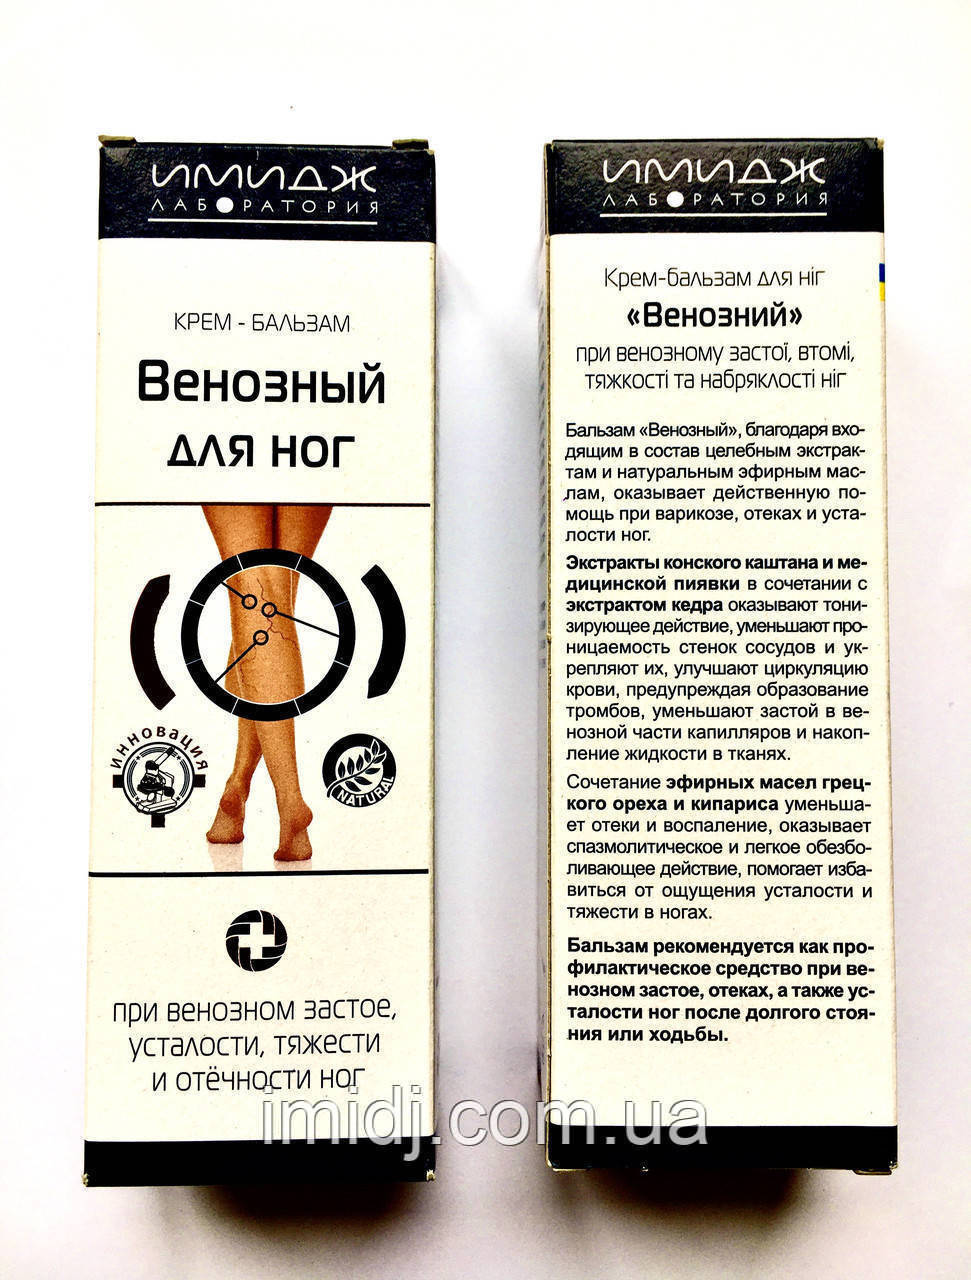 ИМИДЖ
ЛАБОРАТОРИЯ
КРЕМ - БАЛЬЗАМ
Венозный
для ног
Инновация
NATURAL
при венозном застое,
усталости, тяжести
и отёчности ног
ИМИДЖ
ЛАБОРАТОРИЯ
Крем-бальзам для ніг
«Венозний»
при венозному застої, втомі,
тяжкості та набряклості ніг
Бальзам «Венозный», благодаря вхо-
дящим в состав целебным экстрак-
там и натуральным эфирным мас-
лам, оказывает действенную по-
мощь при варикозе, отеках и уста-
лости ног.
Экстракты конского каштана и ме-
дицинской пиявки в сочетании с
экстрактом кедра оказывают тони-
зирующее действие, уменьшают про-
ницаемость стенок сосудов и ук-
репляют их, улучшают циркуляцию
крови, предупреждая образование
тромбов, уменьшают застой в ве-
нозной части капилляров и накоп-
ление жидкости в тканях.
Сочетание эфирных масел грец-
кого ореха и кипариса уменьша-
ет отеки и воспаление, оказывает
спазмолитическое и легкое обезбо-
ливающее действие, помогает изба-
виться от ощущения усталости и
тяжести в ногах.
Бальзам рекомендуется как про-
филактическое средство при ве-
нозном застое, отеках, а также ус-
талости ног после долгого стоя-
ния или ходьбы.
imidj.com.ua